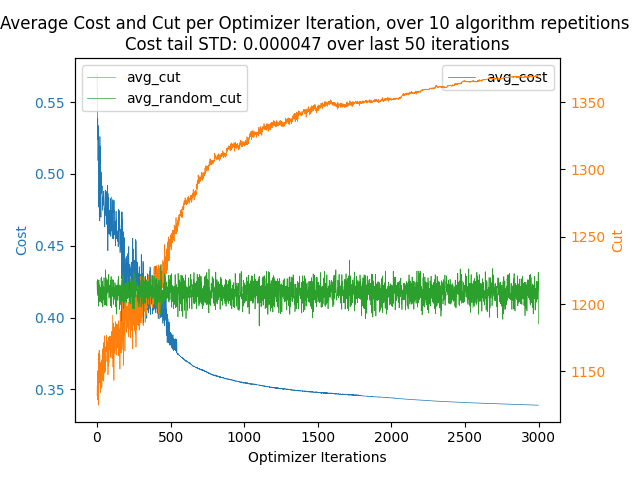 Average Cost and Cut per Optimizer Iteration, over 10 algorithm repetitions
Cost tail STD: 0.000047 over last 50 iterations
avg_cut
avg_random_cut
avg_cost
0.55
0.50
0.45
0.40
0.35
Cost
1350
1300
1250
1200
1150
Cut
0
500
1000
1500
2000
2500
3000
Optimizer Iterations